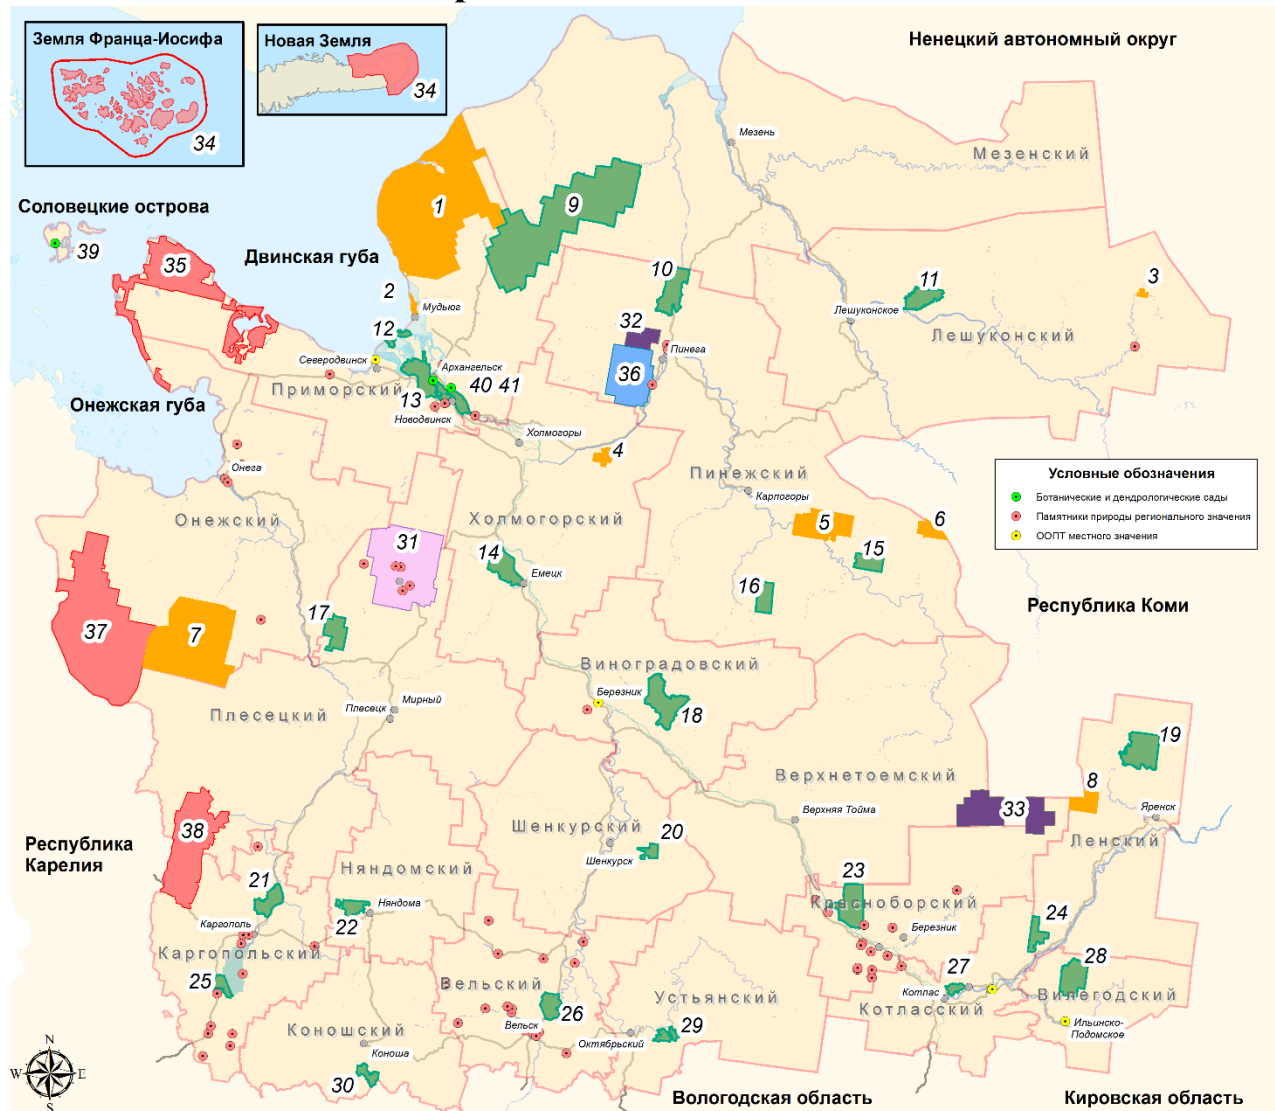 Земля Франца-Иосифа
34
Новая Земля
34
Ненецкий автономный округ
Мезень
Мезенский
Соловецкие острова
39
35
Двинская губа
1
9
2
Мудьюг
10
11
3
Лешуконское
Лешуконский
12
32
Пинега
36
Северодвинск
Архангельск
40 41
Приморский
13
Новодвинск
Онежская губа
Холмогоры
4
Онега
Пинежский
Карпогоры
Условные обозначения
Ботанические и дендрологические сады
Памятники природы регионального значения
ООПТ местного значения
Онежский
Холмогорский
5
6
31
14
Емецк
15
16
Республика Коми
17
37
7
Виноградовский
Березник
18
Плесецкий
Плесецк
Мирный
19
Верхнетоемский
8
33
Верхняя Тойма
Яренск
Ленский
38
Республика
Карелия
Шенкурский
20
Шенкурск
Няндомский
21
22
Няндома
23
Красноборский
Березник
24
Каргополь
Каргопольский
25
Вельский
26
Вельск
Устьянский
27
Котлас
Котласский
28
Вилегодский
Ильинско-
Подомское
Коношский
Коноша
Октябрьский
29
30
N
W
E
S
Вологодская область
Кировская область